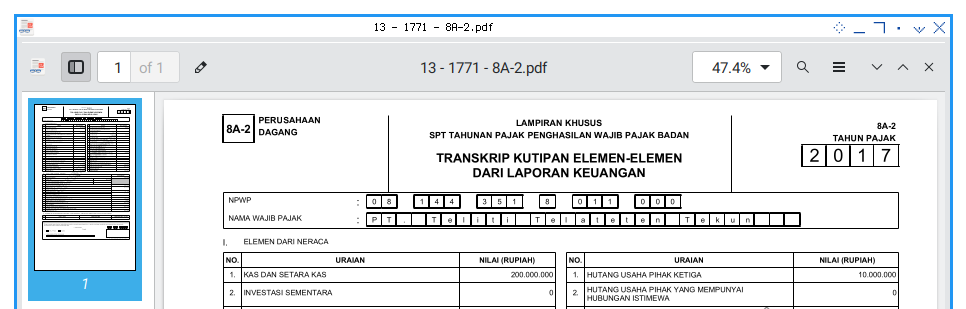 13 - 1771 - 8A-2.pdf
1 of 1
13 - 1771 - 8A-2.pdf
47.4%
1
8A-2
PERUSAHAAN
DAGANG
LAMPIRAN KHUSUS
SPT TAHUNAN PAJAK PENGHASILAN WAJIB PAJAK BADAN
TRANSKRIP KUTIPAN ELEMEN-ELEMEN
DARI LAPORAN KEUANGAN
8A-2
TAHUN PAJAK
2 0 1 7
NPWP : 0 8 1 4 4 3 5 1 8 0 1 1 0 0 0
NAMA WAJIB PAJAK : P T . T e l i t i T e l a t e t e n T e k u n
I. ELEMEN DARI NERACA
NO. URAIAN NILAI (RUPIAH) NO. URAIAN NILAI (RUPIAH)
1. KAS DAN SETARA KAS 200.000.000 1. HUTANG USAHA PIHAK KETIGA 10.000.000
2. INVESTASI SEMENTARA 0 2. HUTANG USAHA PIHAK YANG MEMPUNYAI
HUBUNGAN ISTIMEWA 0